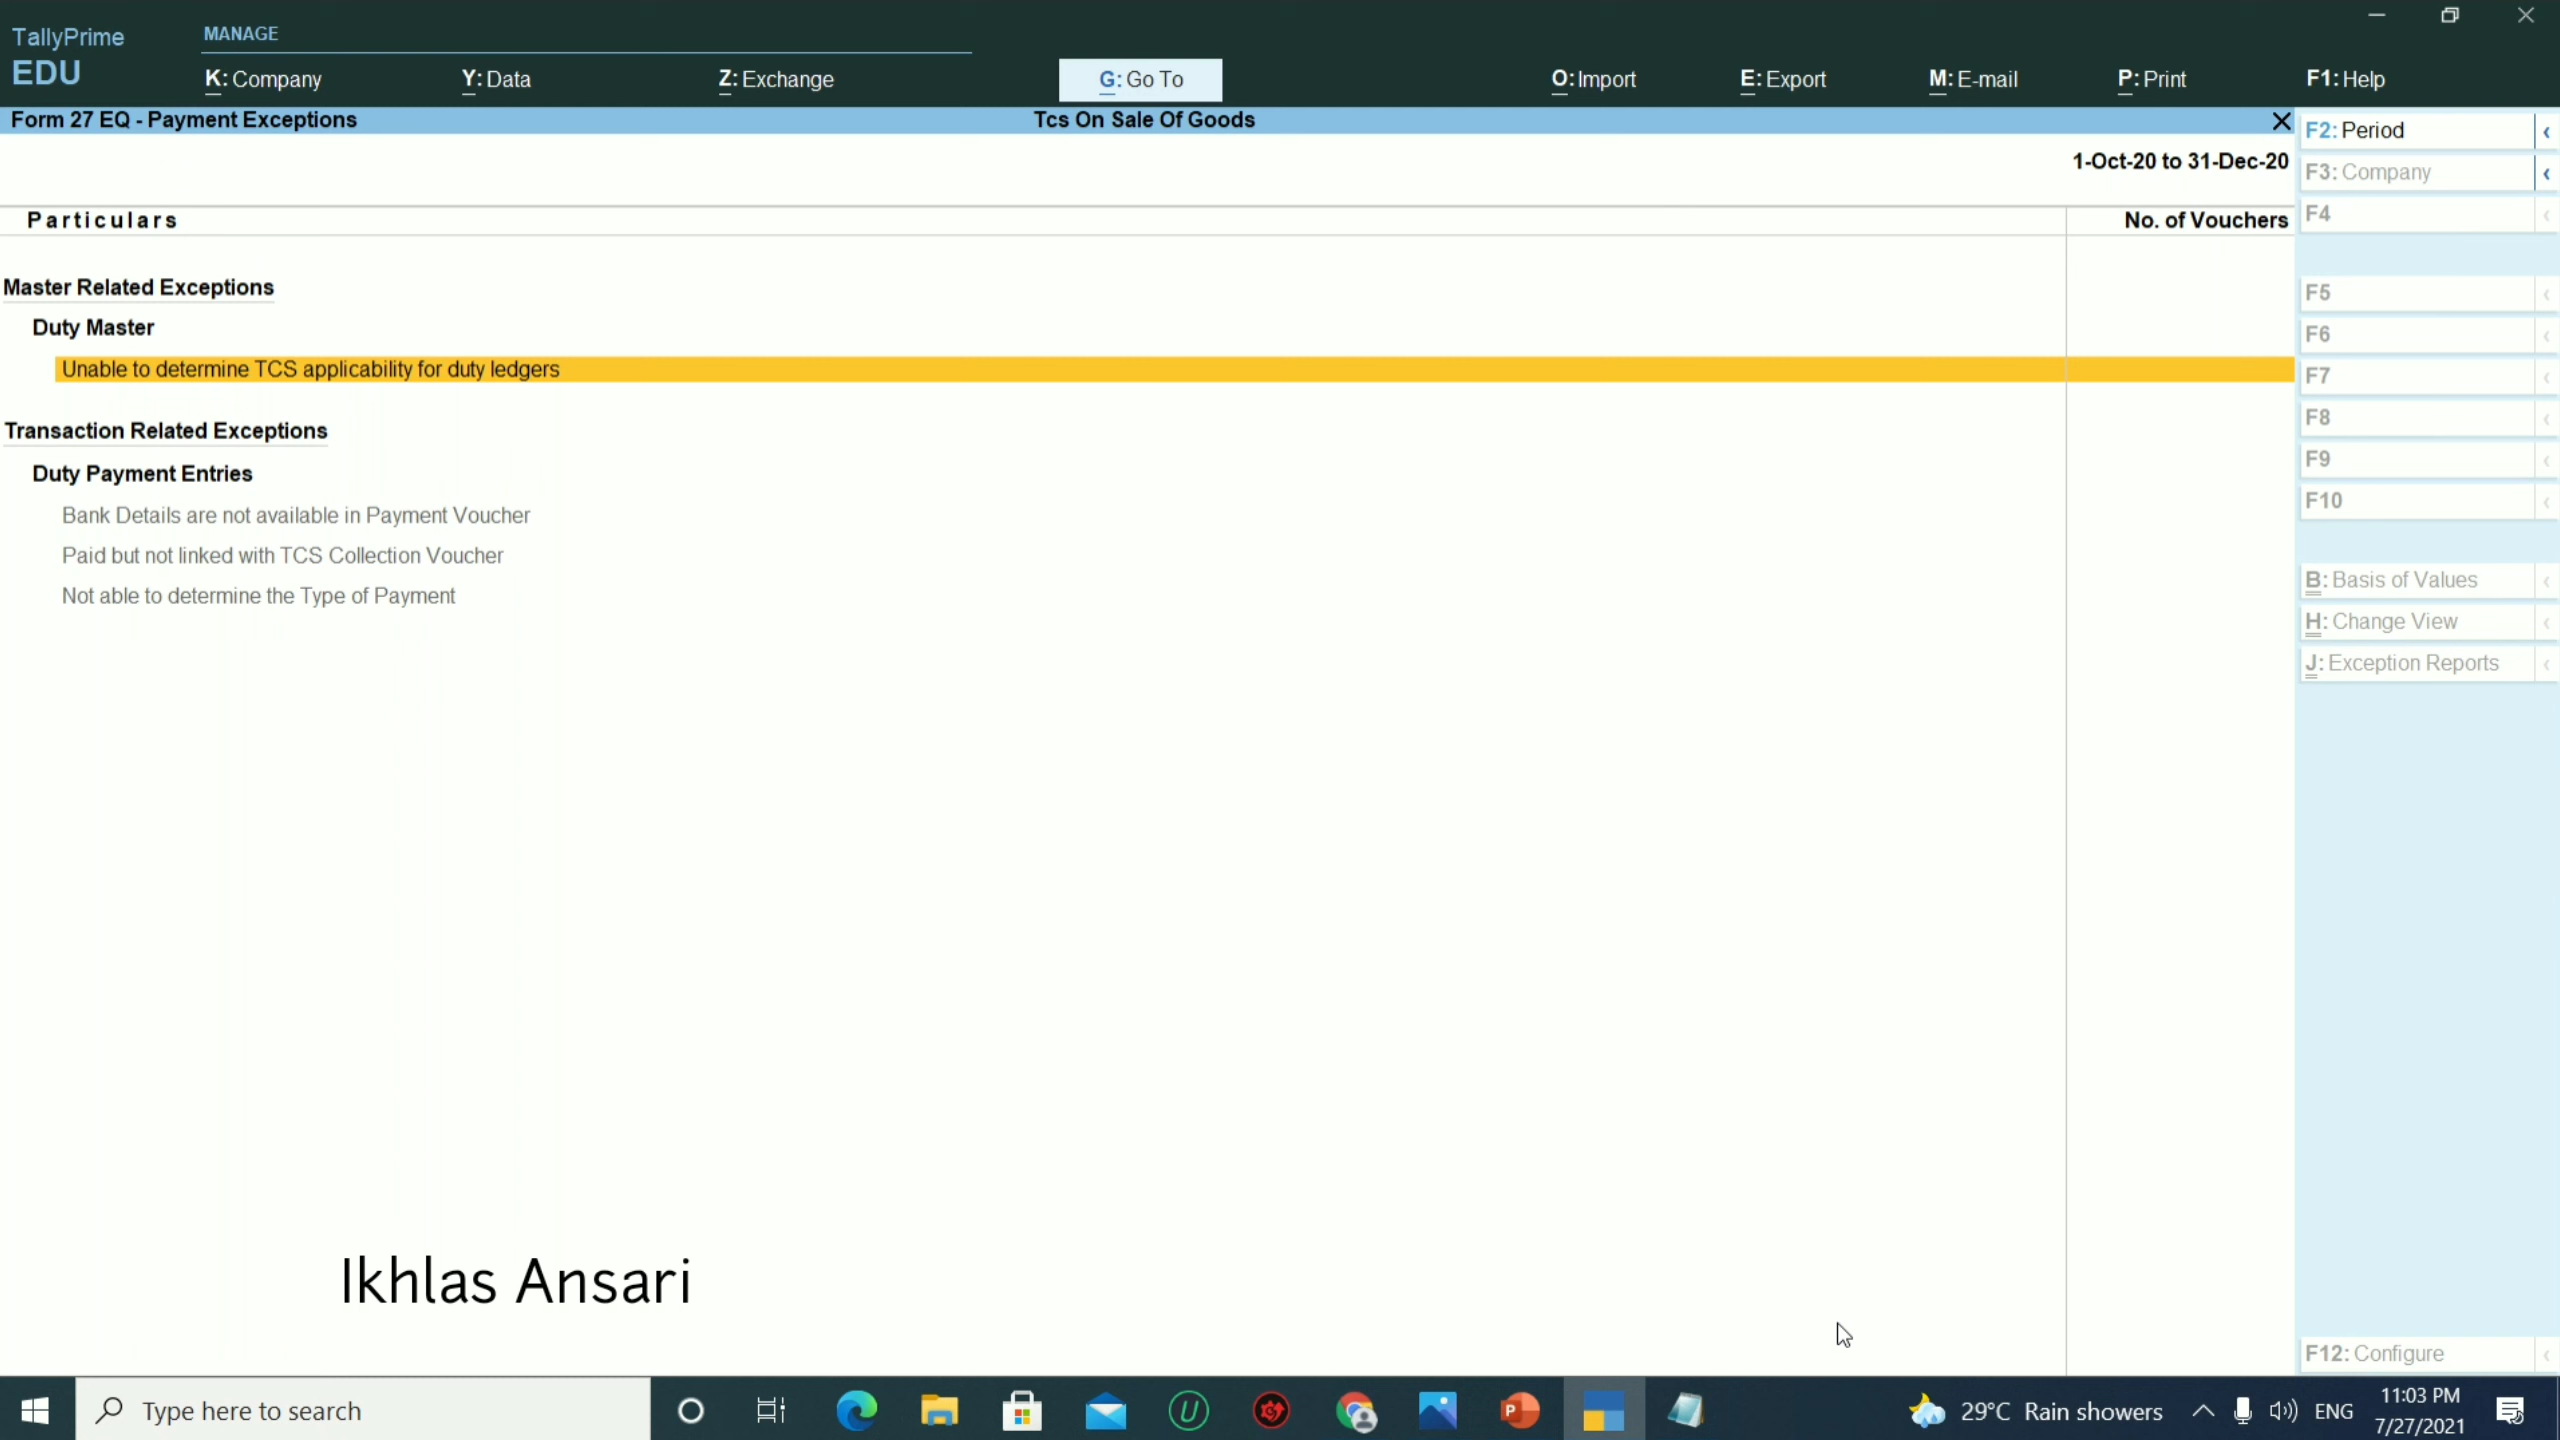 TallyPrime
EDU
MANAGE
K: Company
Y: Data
Z: Exchange
G: Go To
O: Import
E: Export
M: E-mail
P: Print
F1: Help
Form 27 EQ - Payment Exceptions
Tcs On Sale Of Goods
1-Oct-20 to 31-Dec-20
Particulars
No. of Vouchers
Master Related Exceptions
Duty Master
Unable to determine TCS applicability for duty ledgers
Transaction Related Exceptions
Duty Payment Entries
Bank Details are not available in Payment Voucher
Paid but not linked with TCS Collection Voucher
Not able to determine the Type of Payment
F2: Period
F3: Company
F4
F5
F6
F7
F8
F9
F10
B: Basis of Values
H: Change View
J: Exception Reports
F12: Configure
Ikhlas Ansari
Type here to search
29°C Rain showers
ENG
11:03 PM
7/27/2021